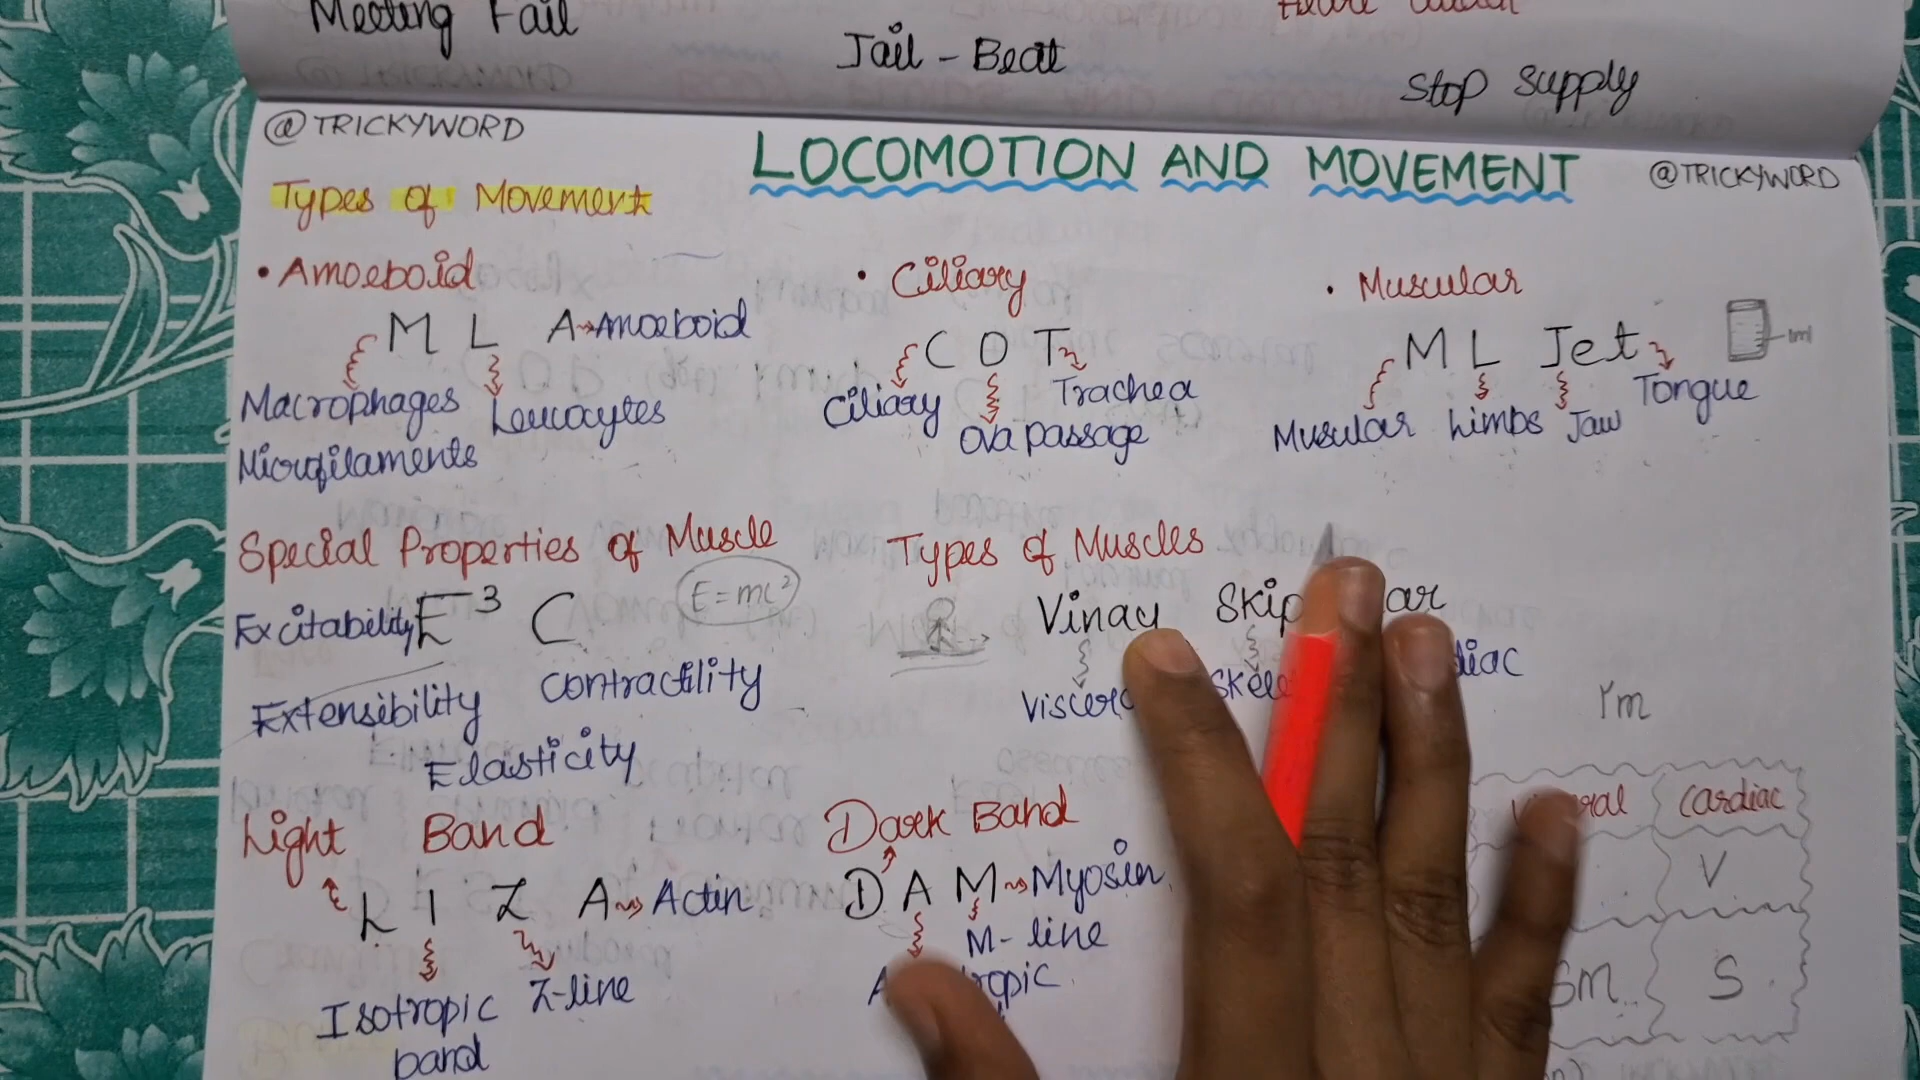 Meeting Fail
Jail - Beat
Stop Supply
@TRICKYWORD
LOCOMOTION AND MOVEMENT
@TRICKYWORD
Types of Movement
• Amoeboid
M L A Amoeboid
Macrophages
Leucocytes
Microfilaments
• Ciliary
C O T
Ciliary
Ova passage
Trachea
• Muscular
M L Jet
Muscular
Limbs
Jaw
Tongue
Special Properties of Muscle
E³ C
E=mc²
Excitability
Extensibility
Contractility
Elasticity
Types of Muscles
Vinay
I'm
Light Band
L I Z A Actin
Isotropic
band
Z-line
Dark Band
D A M Myosin
M-line
Cardiac
V
SM
S